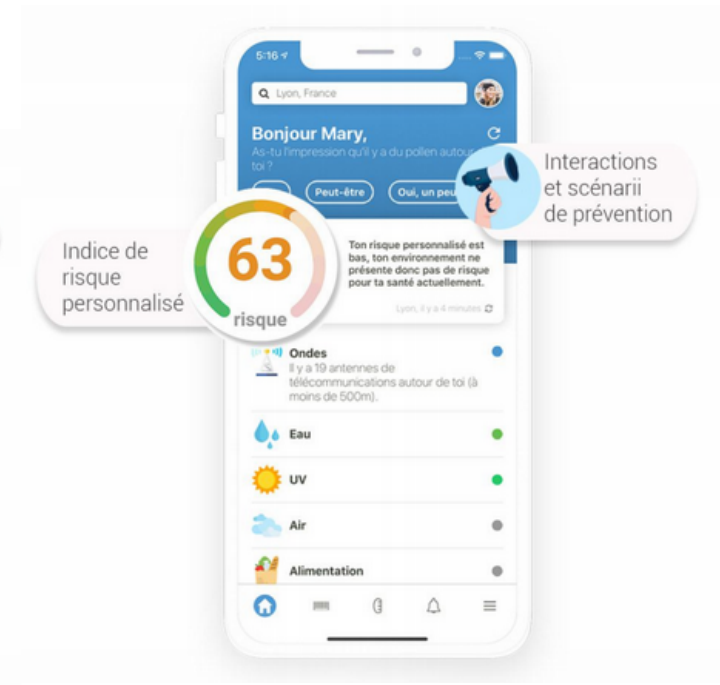 5:16
Lyon, France
Bonjour Mary,
As-tu l'impression qu'il y a du pollen autour
toi ?
Peut-être
Oui, un peu
Interactions
et scénarii
de prévention
Indice de
risque
personnalisé
63
risque
Ton risque personnalisé est
bas, ton environnement ne
présente donc pas de risque
pour ta santé actuellement.
Lyon, il y a 4 minutes
Ondes
Il y a 19 antennes de
télécommunications autour de toi (à
moins de 500m).
Eau
UV
Air
Alimentation